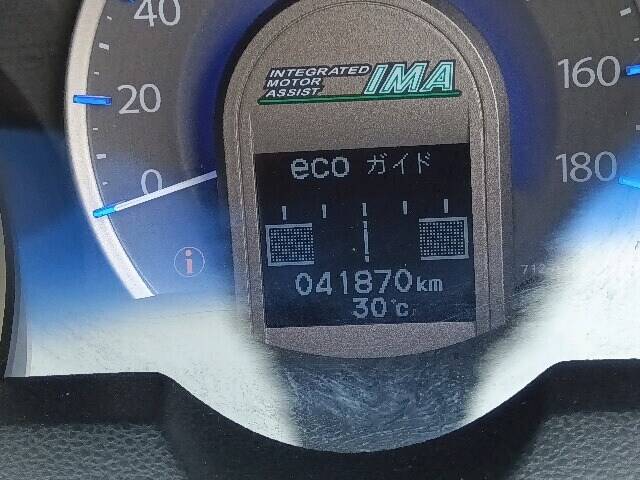 40
20
0
INTEGRATED
MOTOR
ASSIST
IMA
160
180
eco ガイド
041870km
30℃
i